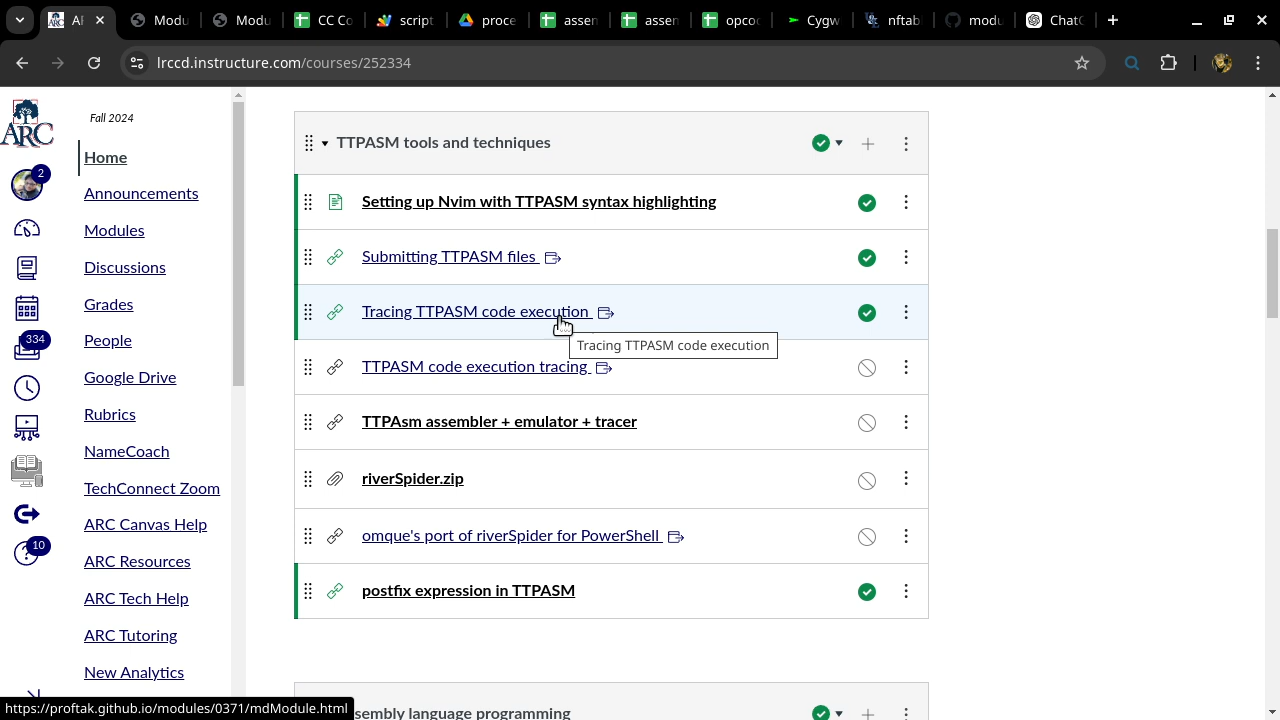 AF
Modu
Modu
CC Co
script
proce
assen
assen
opco
Cygw
nftab
modu
ChatG
lrccd.instructure.com/courses/252334
ARC
Fall 2024
2
Home
Announcements
Modules
Discussions
Grades
334
People
Google Drive
Rubrics
NameCoach
TechConnect Zoom
ARC Canvas Help
10
ARC Resources
ARC Tech Help
ARC Tutoring
New Analytics
TTPASM tools and techniques
Setting up Nvim with TTPASM syntax highlighting
Submitting TTPASM files
Tracing TTPASM code execution
Tracing TTPASM code execution
TTPASM code execution tracing
TTPAsm assembler + emulator + tracer
riverSpider.zip
omque's port of riverSpider for PowerShell
postfix expression in TTPASM
sembly language programming
https://proftak.github.io/modules/0371/mdModule.html